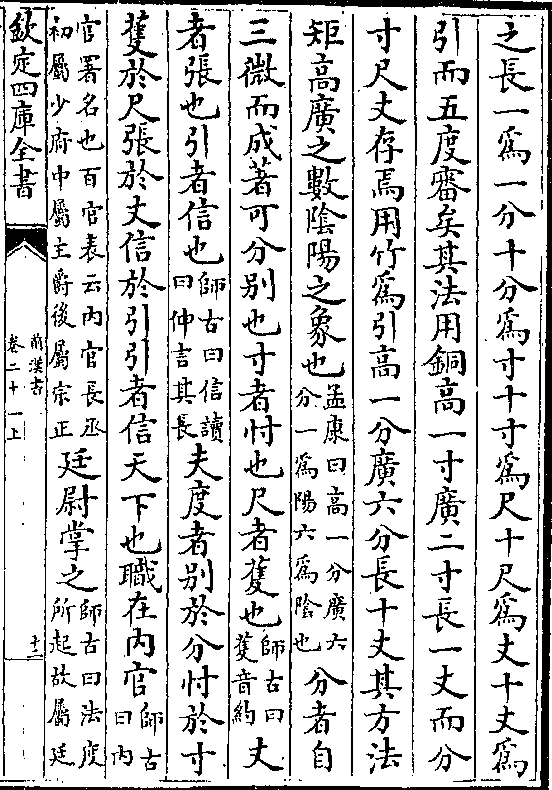 之長一為一分十分為寸十寸為尺十尺為丈十丈為
引而五度審矣其法用銅高一寸廣二寸長一丈而分
寸尺丈存焉用竹為引高一分廣六分長十丈其方法
矩高廣之數陰陽之象也孟康曰高一分廣六分一為陽六為陰也分者自
三微而成著可分别也寸者忖也尺者蒦也師古曰蒦音約丈
者張也引者信也師古曰信讀曰伸言其長夫度者别於分忖於寸
蒦於尺張於丈信於引引者信天下也職在内官師古曰内
官署名也百官表云内官長丞初屬少府中屬主爵後屬宗正廷尉掌之師古曰法度所起故屬廷
欽定四庫全書
前漢書
卷二十一上
十二